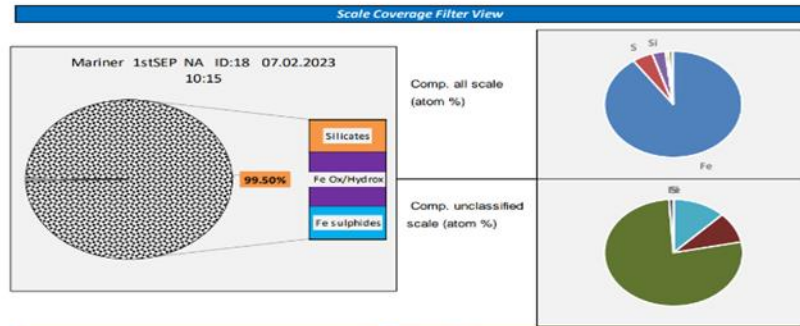 Scale Coverage Filter View
Mariner 1stSEP NA ID:18 07.02.2023
10:15
99.50%
Silicates
Fe Ox/Hydrox
Fe sulphides
Comp. all scale
(atom %)
S
Si
Fe
Comp. unclassified
scale (atom %)